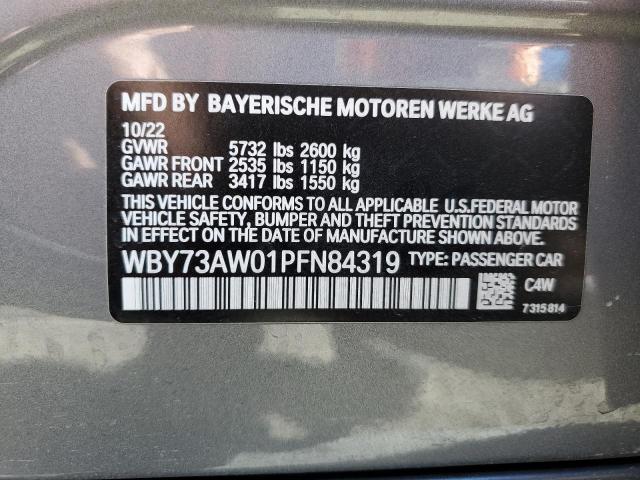 MFD BY BAYERISCHE MOTOREN WERKE AG
10/22
GVWR 5732 lbs 2600 kg
GAWR FRONT 2535 lbs 1150 kg
GAWR REAR 3417 lbs 1550 kg
THIS VEHICLE CONFORMS TO ALL APPLICABLE U.S.FEDERAL MOTOR
VEHICLE SAFETY, BUMPER AND THEFT PREVENTION STANDARDS
IN EFFECT ON THE DATE OF MANUFACTURE SHOWN ABOVE.
WBY73AW01PFN84319 TYPE: PASSENGER CAR
C4W
7315814